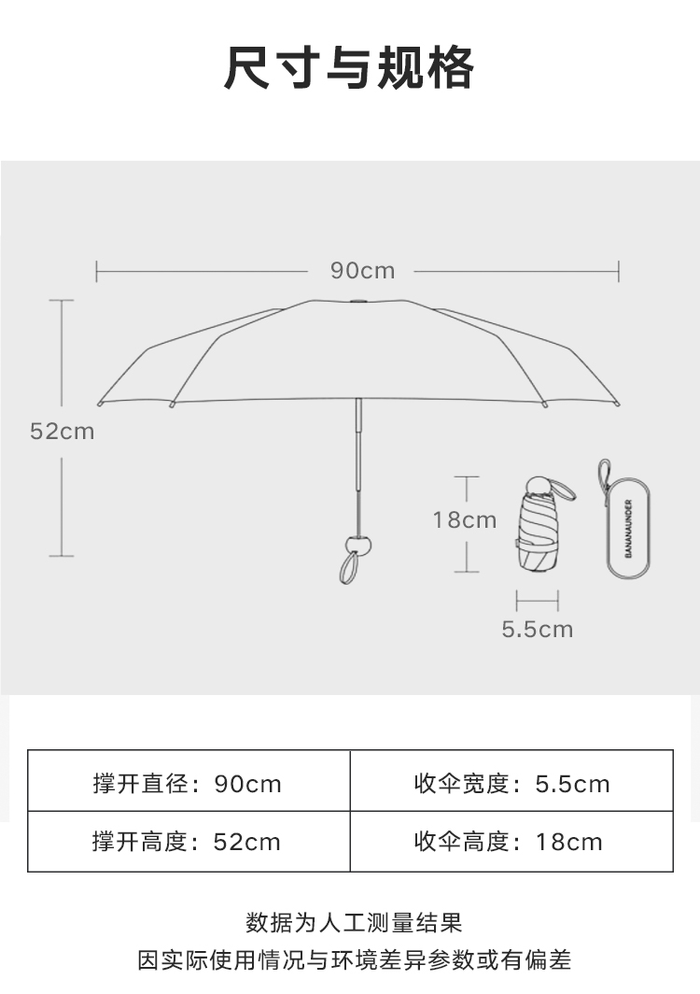 尺寸与规格
90cm
52cm
18cm
BANANAUNDER
5.5cm
撑开直径：90cm
收伞宽度：5.5cm
撑开高度：52cm
收伞高度：18cm
数据为人工测量结果
因实际使用情况与环境差异参数或有偏差